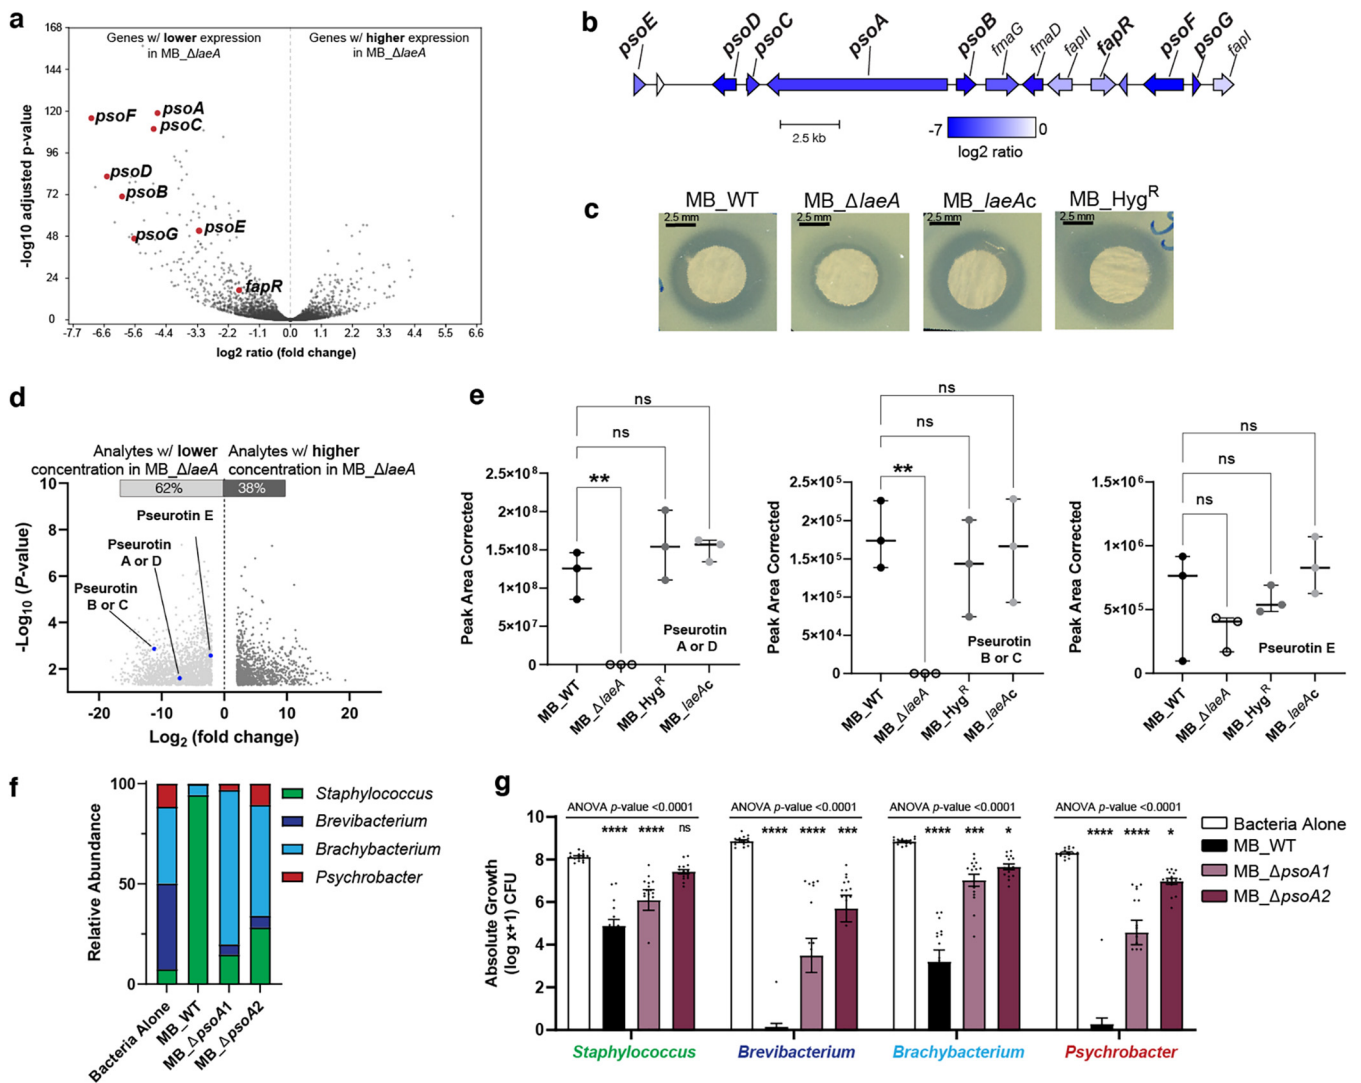 a
168
144
120
96
72
48
24
0
-log10 adjusted p-value
Genes w/ lower expression
in MB_ΔlaeA
Genes w/ higher expression
in MB_ΔlaeA
psoF
psoA
psoC
psoD
psoB
psoG
psoE
fapR
-7.7 -6.6 -5.5 -4.4 -3.3 -2.2 -1.1 0.0 1.1 2.2 3.3 4.4 5.5 6.6
log2 ratio (fold change)
b
psoE
psoD
psoC
psoA
psoB
fmaG
fmaD
fapII
fapR
psoF
psoG
fapI
2.5 kb
-7
0
log2 ratio
c
MB_WT
MB_ΔlaeA
MB_laeAc
MB_Hyg^R
2.5 mm
2.5 mm
2.5 mm
2.5 mm
d
Analytes w/ lower
concentration in MB_ΔlaeA
Analytes w/ higher
concentration in MB_ΔlaeA
62%
38%
10
8
6
4
2
-Log10 (P-value)
Pseurotin E
Pseurotin
A or D
Pseurotin
B or C
-20 -10 0 10 20
Log2 (fold change)
e
ns
ns
**
2.5×10⁸
2×10⁸
1.5×10⁸
1×10⁸
5×10⁷
0
Peak Area Corrected
Pseurotin
A or D
MB_WT
MB_ΔlaeA
MB_Hyg^R
MB_laeAc
ns
ns
**
2.5×10⁵
2×10⁵
1.5×10⁵
1×10⁵
5×10⁴
0
Peak Area Corrected
Pseurotin
B or C
MB_WT
MB_ΔlaeA
MB_Hyg^R
MB_laeAc
ns
ns
ns
1.5×10⁶
1×10⁶
5×10⁵
0
Peak Area Corrected
Pseurotin E
MB_WT
MB_ΔlaeA
MB_Hyg^R
MB_laeAc
f
100
50
0
Relative Abundance
Staphylococcus
Brevibacterium
Brachybacterium
Psychrobacter
Bacteria Alone
MB_WT
MB_ΔpsoA1
MB_ΔpsoA2
g
ANOVA p-value <0.0001
ANOVA p-value <0.0001
ANOVA p-value <0.0001
ANOVA p-value <0.0001
**** **** ns
**** **** ***
**** *** *
**** **** *
10
8
6
4
2
0
Absolute Growth
(log x+1) CFU
Staphylococcus
Brevibacterium
Brachybacterium
Psychrobacter
Bacteria Alone
MB_WT
MB_ΔpsoA1
MB_ΔpsoA2